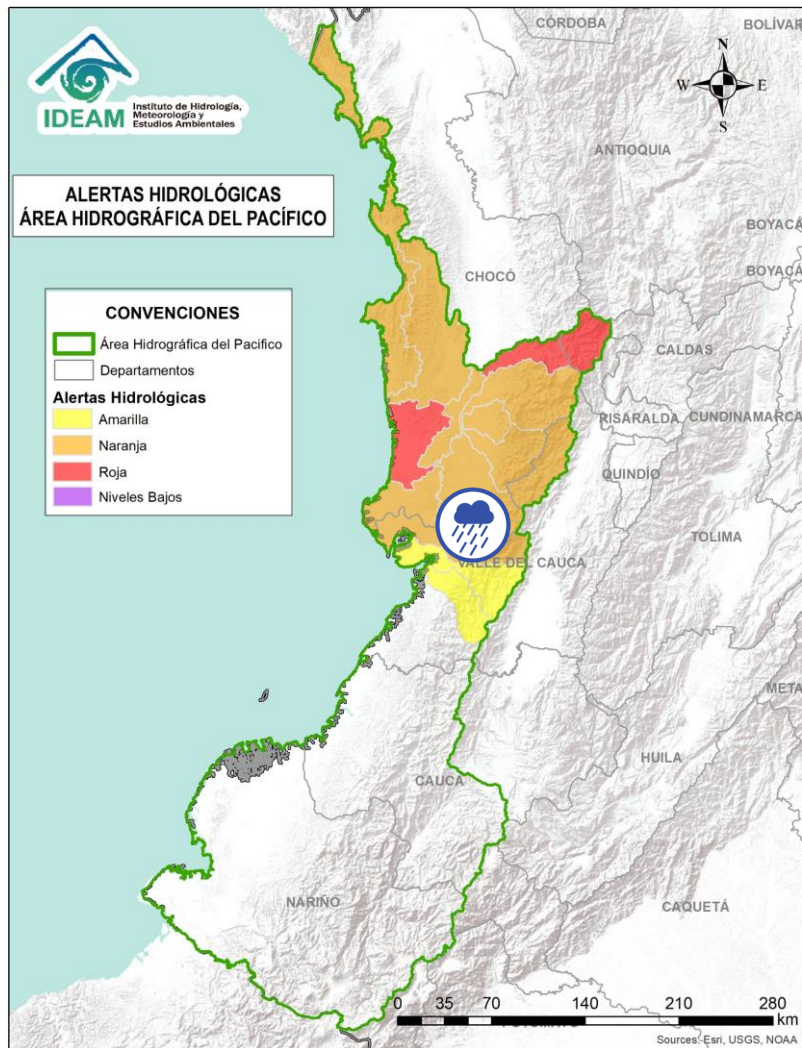 IDEAM
Instituto de Hidrología,
Meteorología y
Estudios Ambientales
ALERTAS HIDROLÓGICAS
ÁREA HIDROGRÁFICA DEL PACÍFICO
CONVENCIONES
Área Hidrográfica del Pacifico
Departamentos
Alertas Hidrológicas
Amarilla
Naranja
Roja
Niveles Bajos
N
W E
S
CÓRDOBA
BOLÍVAR
ANTIOQUIA
BOYACÁ
BOYACÁ
CHOCÓ
CALDAS
RISARALDA
CUNDINAMARCA
QUINDÍO
TOLIMA
VALLE DEL CAUCA
META
HUILA
CAUCA
NARIÑO
CAQUETÁ
0 35 70 140 210 280
km
Sources: Esri, USGS, NOAA